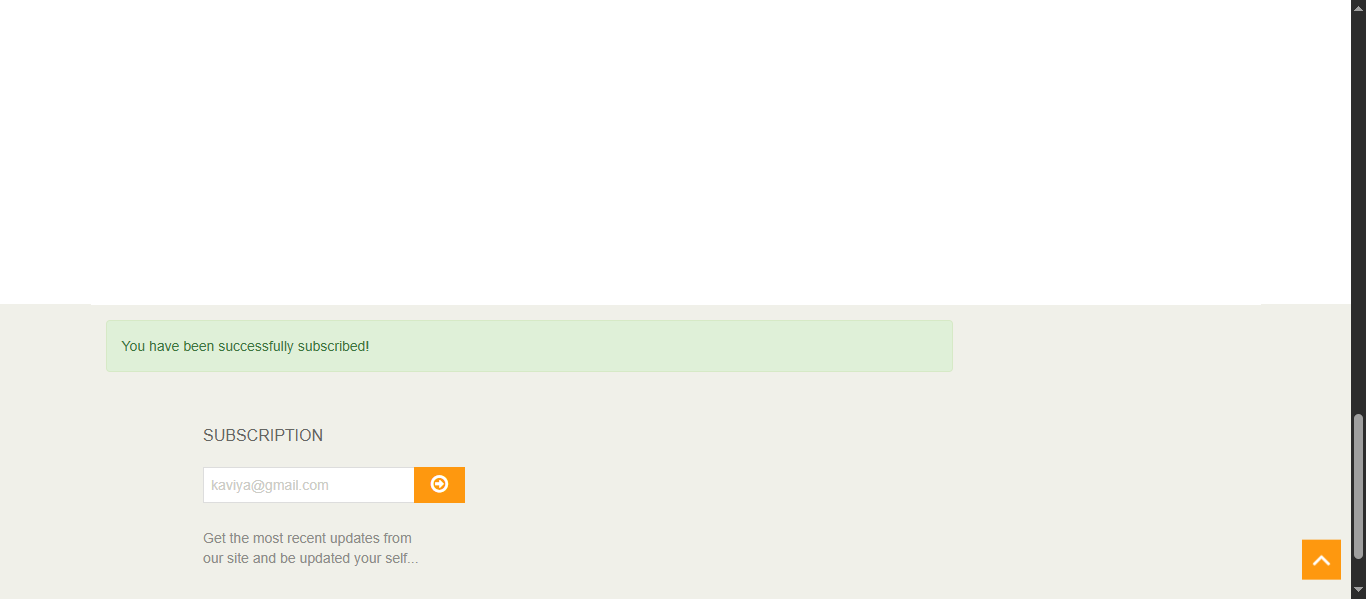 You have been successfully subscribed!
SUBSCRIPTION
kaviya@gmail.com
Get the most recent updates from
our site and be updated your self...